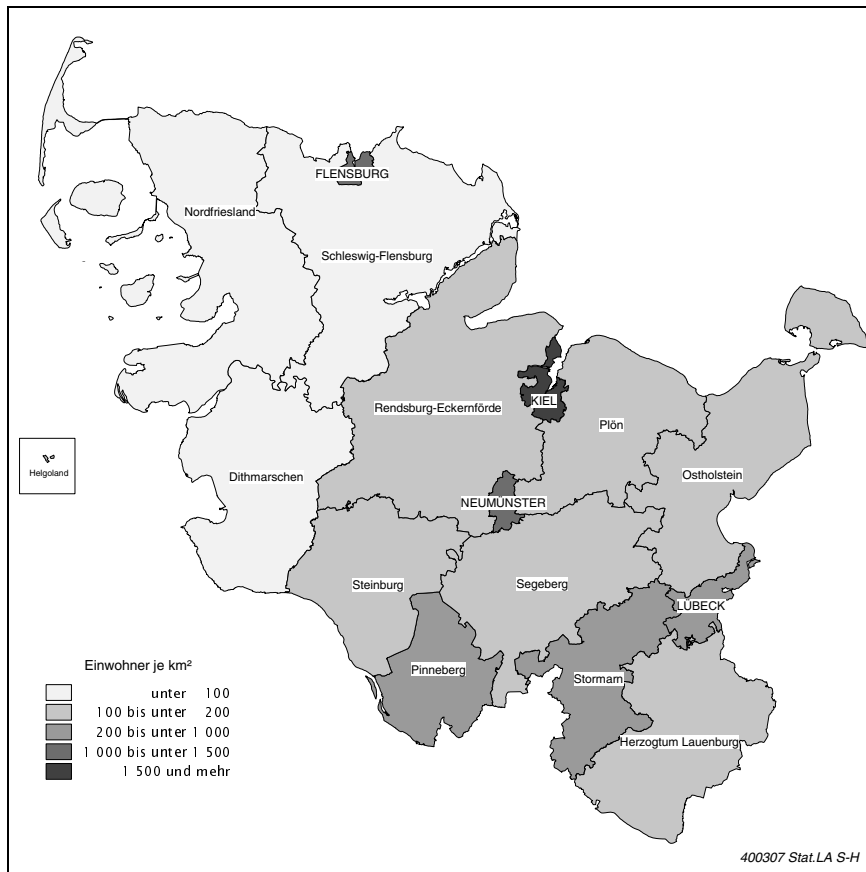 FLENSBURG
Nordfriesland
Schleswig-Flensburg
KIEL
Rendsburg-Eckernförde
Plön
Helgoland
Dithmarschen
Ostholstein
NEUMÜNSTER
Steinburg
Segeberg
LÜBECK
Einwohner je km²
Pinneberg
Stormarn
unter 100
100 bis unter 200
200 bis unter 1 000
1 000 bis unter 1 500
1 500 und mehr
Herzogtum Lauenburg
400307 Stat.LA S-H